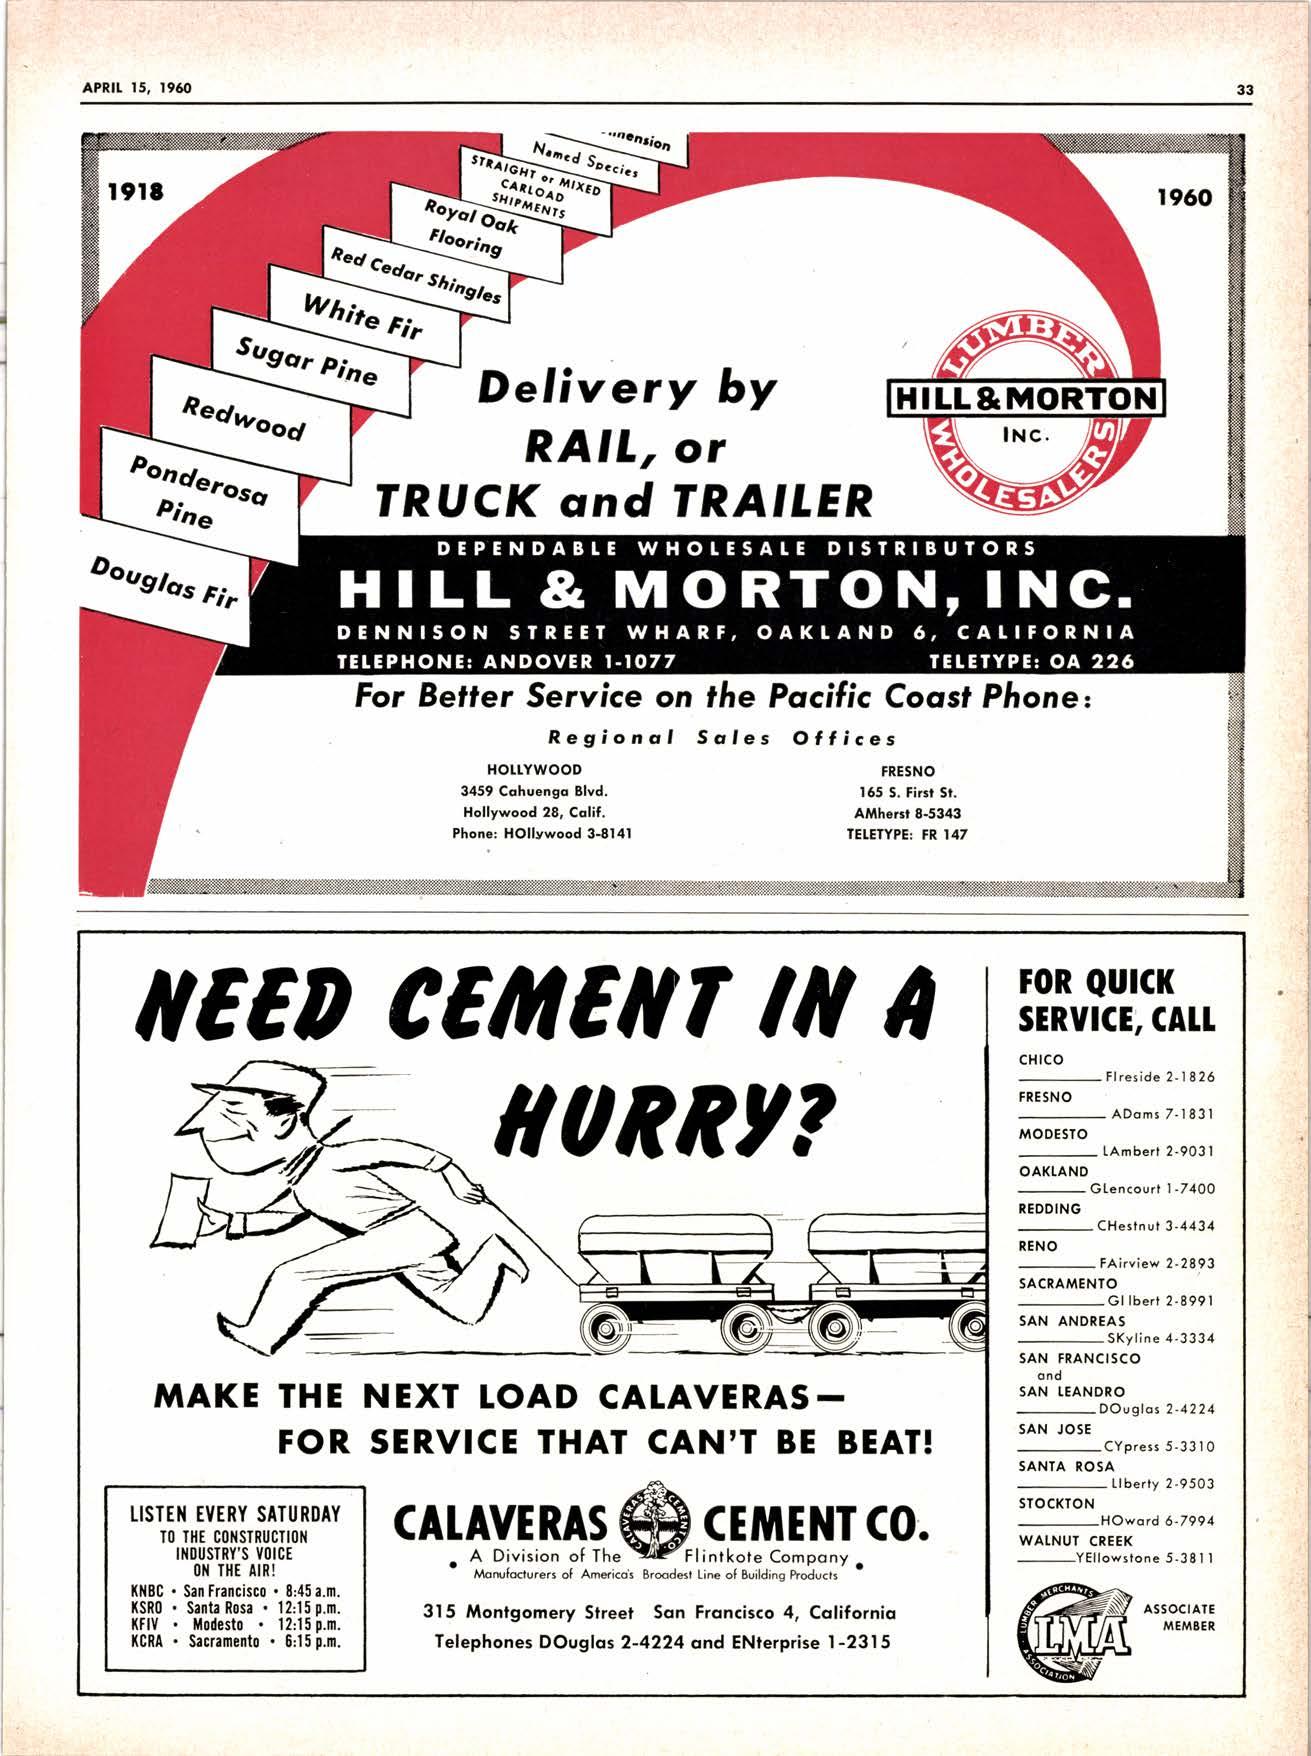 APRIL 15, 1960
33
1918
1960
Named Species
STRAIGHT or MIXED
CARLOAD
SHIPMENTS
Royal Oak
Flooring
Red Cedar Shingles
White Fir
Sugar Pine
Redwood
Ponderosa
Pine
Douglas Fir
Delivery by
RAIL, or
TRUCK and TRAILER
LUMBER
HILL & MORTON
INC.
WHOLESALERS
DEPENDABLE WHOLESALE DISTRIBUTORS
HILL & MORTON, INC.
DENNISON STREET WHARF, OAKLAND 6, CALIFORNIA
TELEPHONE: ANDOVER 1-1077 TELETYPE: OA 226
For Better Service on the Pacific Coast Phone:
Regional Sales Offices
HOLLYWOOD
3459 Cahuenga Blvd.
Hollywood 28, Calif.
Phone: HOllywood 3-8141
FRESNO
165 S. First St.
AMherst 8-5343
TELETYPE: FR 147
NEED CEMENT IN A
HURRY?
MAKE THE NEXT LOAD CALAVERAS—
FOR SERVICE THAT CAN'T BE BEAT!
LISTEN EVERY SATURDAY
TO THE CONSTRUCTION
INDUSTRY'S VOICE
ON THE AIR!
KNBC • San Francisco • 8:45 a.m.
KSRO • Santa Rosa • 12:15 p.m.
KFIV • Modesto • 12:15 p.m.
KCRA • Sacramento • 6:15 p.m.
CALAVERAS CEMENT CO.
CALAVERAS CEMENT CO.
• A Division of The Flintkote Company •
Manufacturers of America's Broadest Line of Building Products
315 Montgomery Street San Francisco 4, California
Telephones DOuglas 2-4224 and ENterprise 1-2315
FOR QUICK
SERVICE, CALL
CHICO
FIreside 2-1826
FRESNO
ADams 7-1831
MODESTO
LAmbert 2-9031
OAKLAND
GLencourt 1-7400
REDDING
CHestnut 3-4434
RENO
FAirview 2-2893
SACRAMENTO
GIlbert 2-8991
SAN ANDREAS
SKyline 4-3334
SAN FRANCISCO
and
SAN LEANDRO
DOuglas 2-4224
SAN JOSE
CYpress 5-3310
SANTA ROSA
LIberty 2-9503
STOCKTON
HOward 6-7994
WALNUT CREEK
YEllowstone 5-3811
LUMBER MERCHANTS
LMA
ASSOCIATION
ASSOCIATE
MEMBER